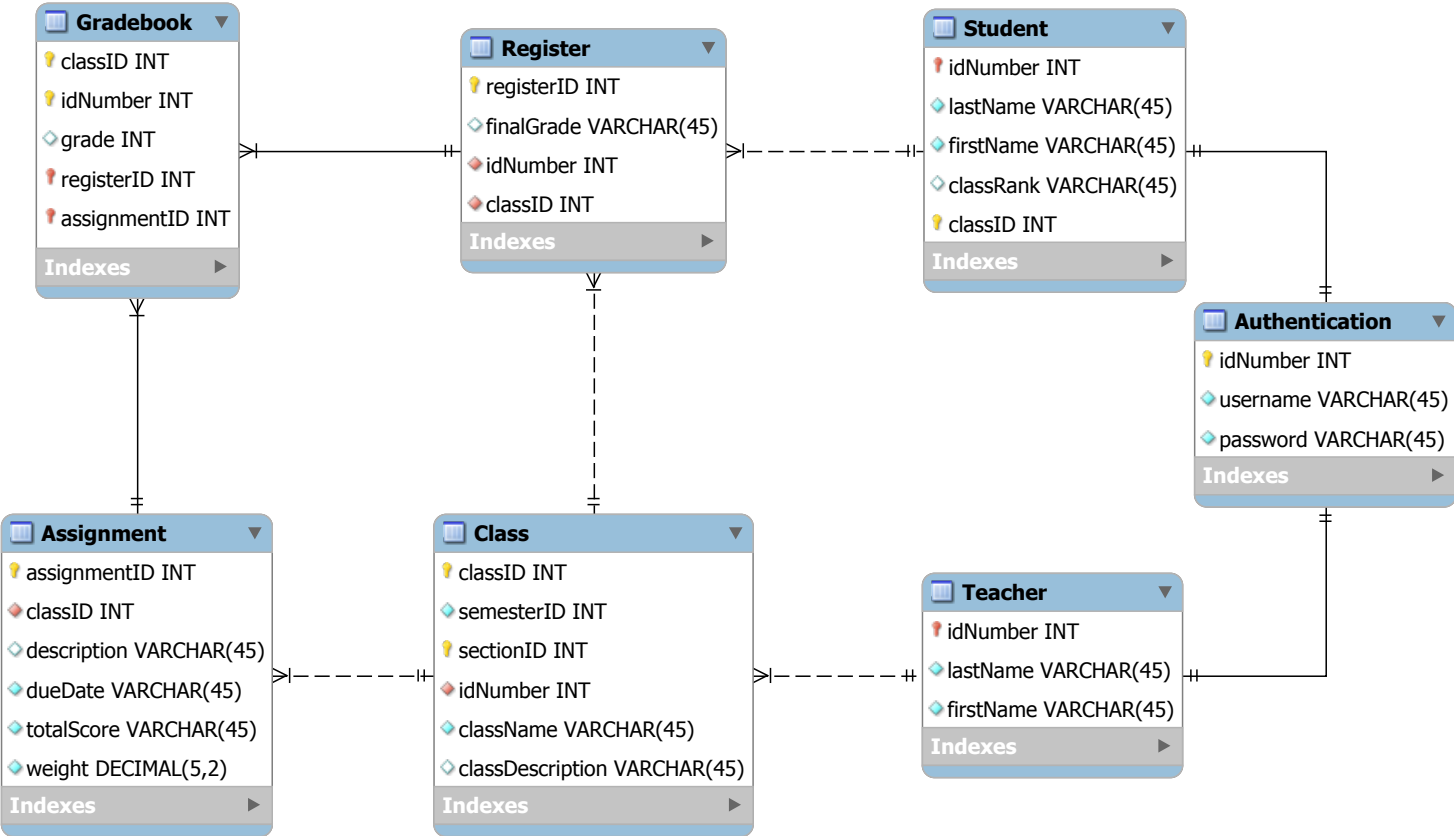 Gradebook
classID INT
idNumber INT
grade INT
registerID INT
assignmentID INT
Indexes
Register
registerID INT
finalGrade VARCHAR(45)
idNumber INT
classID INT
Indexes
Student
idNumber INT
lastName VARCHAR(45)
firstName VARCHAR(45)
classRank VARCHAR(45)
classID INT
Indexes
Authentication
idNumber INT
username VARCHAR(45)
password VARCHAR(45)
Indexes
Assignment
assignmentID INT
classID INT
description VARCHAR(45)
dueDate VARCHAR(45)
totalScore VARCHAR(45)
weight DECIMAL(5,2)
Indexes
Class
classID INT
semesterID INT
sectionID INT
idNumber INT
className VARCHAR(45)
classDescription VARCHAR(45)
Indexes
Teacher
idNumber INT
lastName VARCHAR(45)
firstName VARCHAR(45)
Indexes